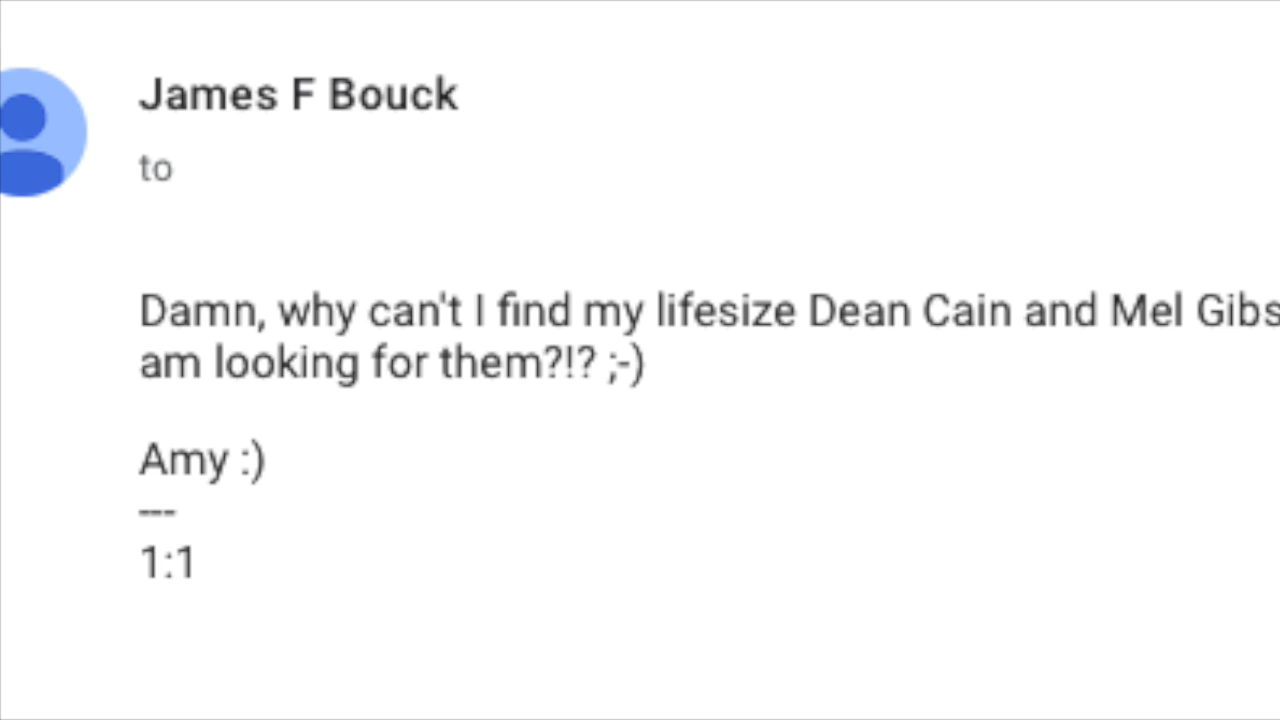 James F Bouck
to
Damn, why can't I find my lifesize Dean Cain and Mel Gibs
am looking for them?!? ;-)
Amy :)
---
1:1